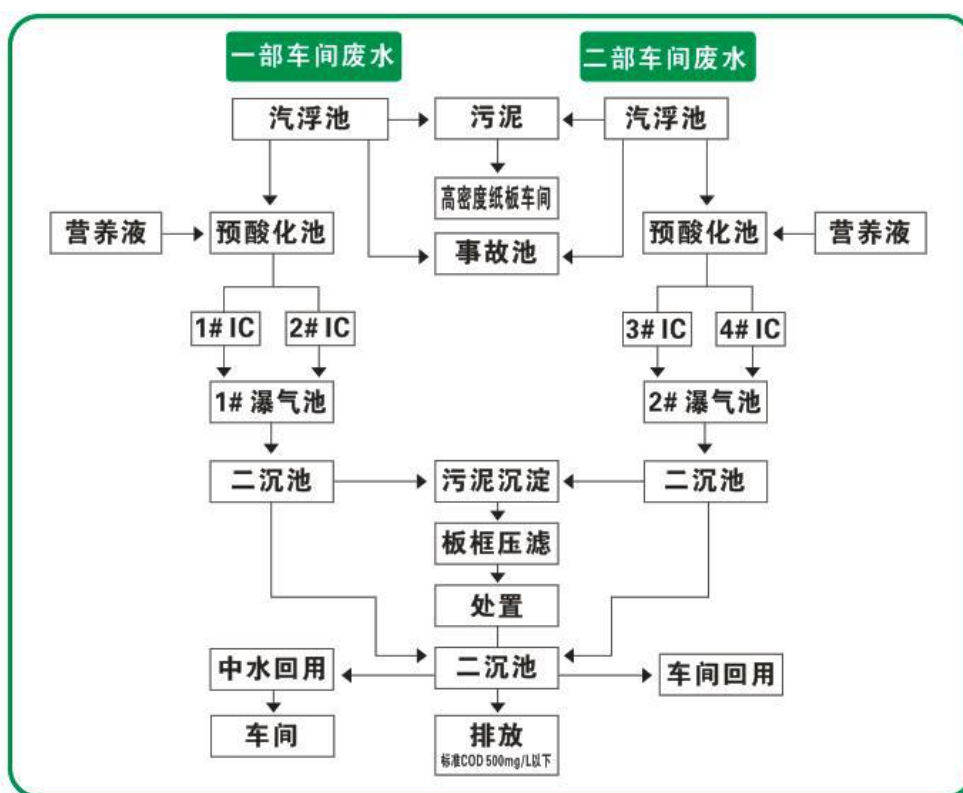 一部车间废水
二部车间废水
汽浮池
污泥
汽浮池
高密度纸板车间
营养液
预酸化池
事故池
预酸化池
营养液
1# IC
2# IC
3# IC
4# IC
1# 瀑气池
2# 瀑气池
二沉池
污泥沉淀
二沉池
板框压滤
处置
中水回用
二沉池
车间回用
车间
排放
标准COD 500mg/L以下